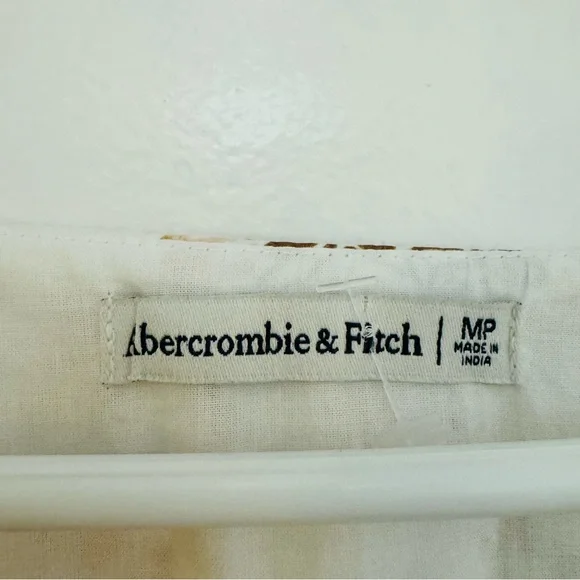 Abercrombie & Fitch
MP
MADE IN
INDIA